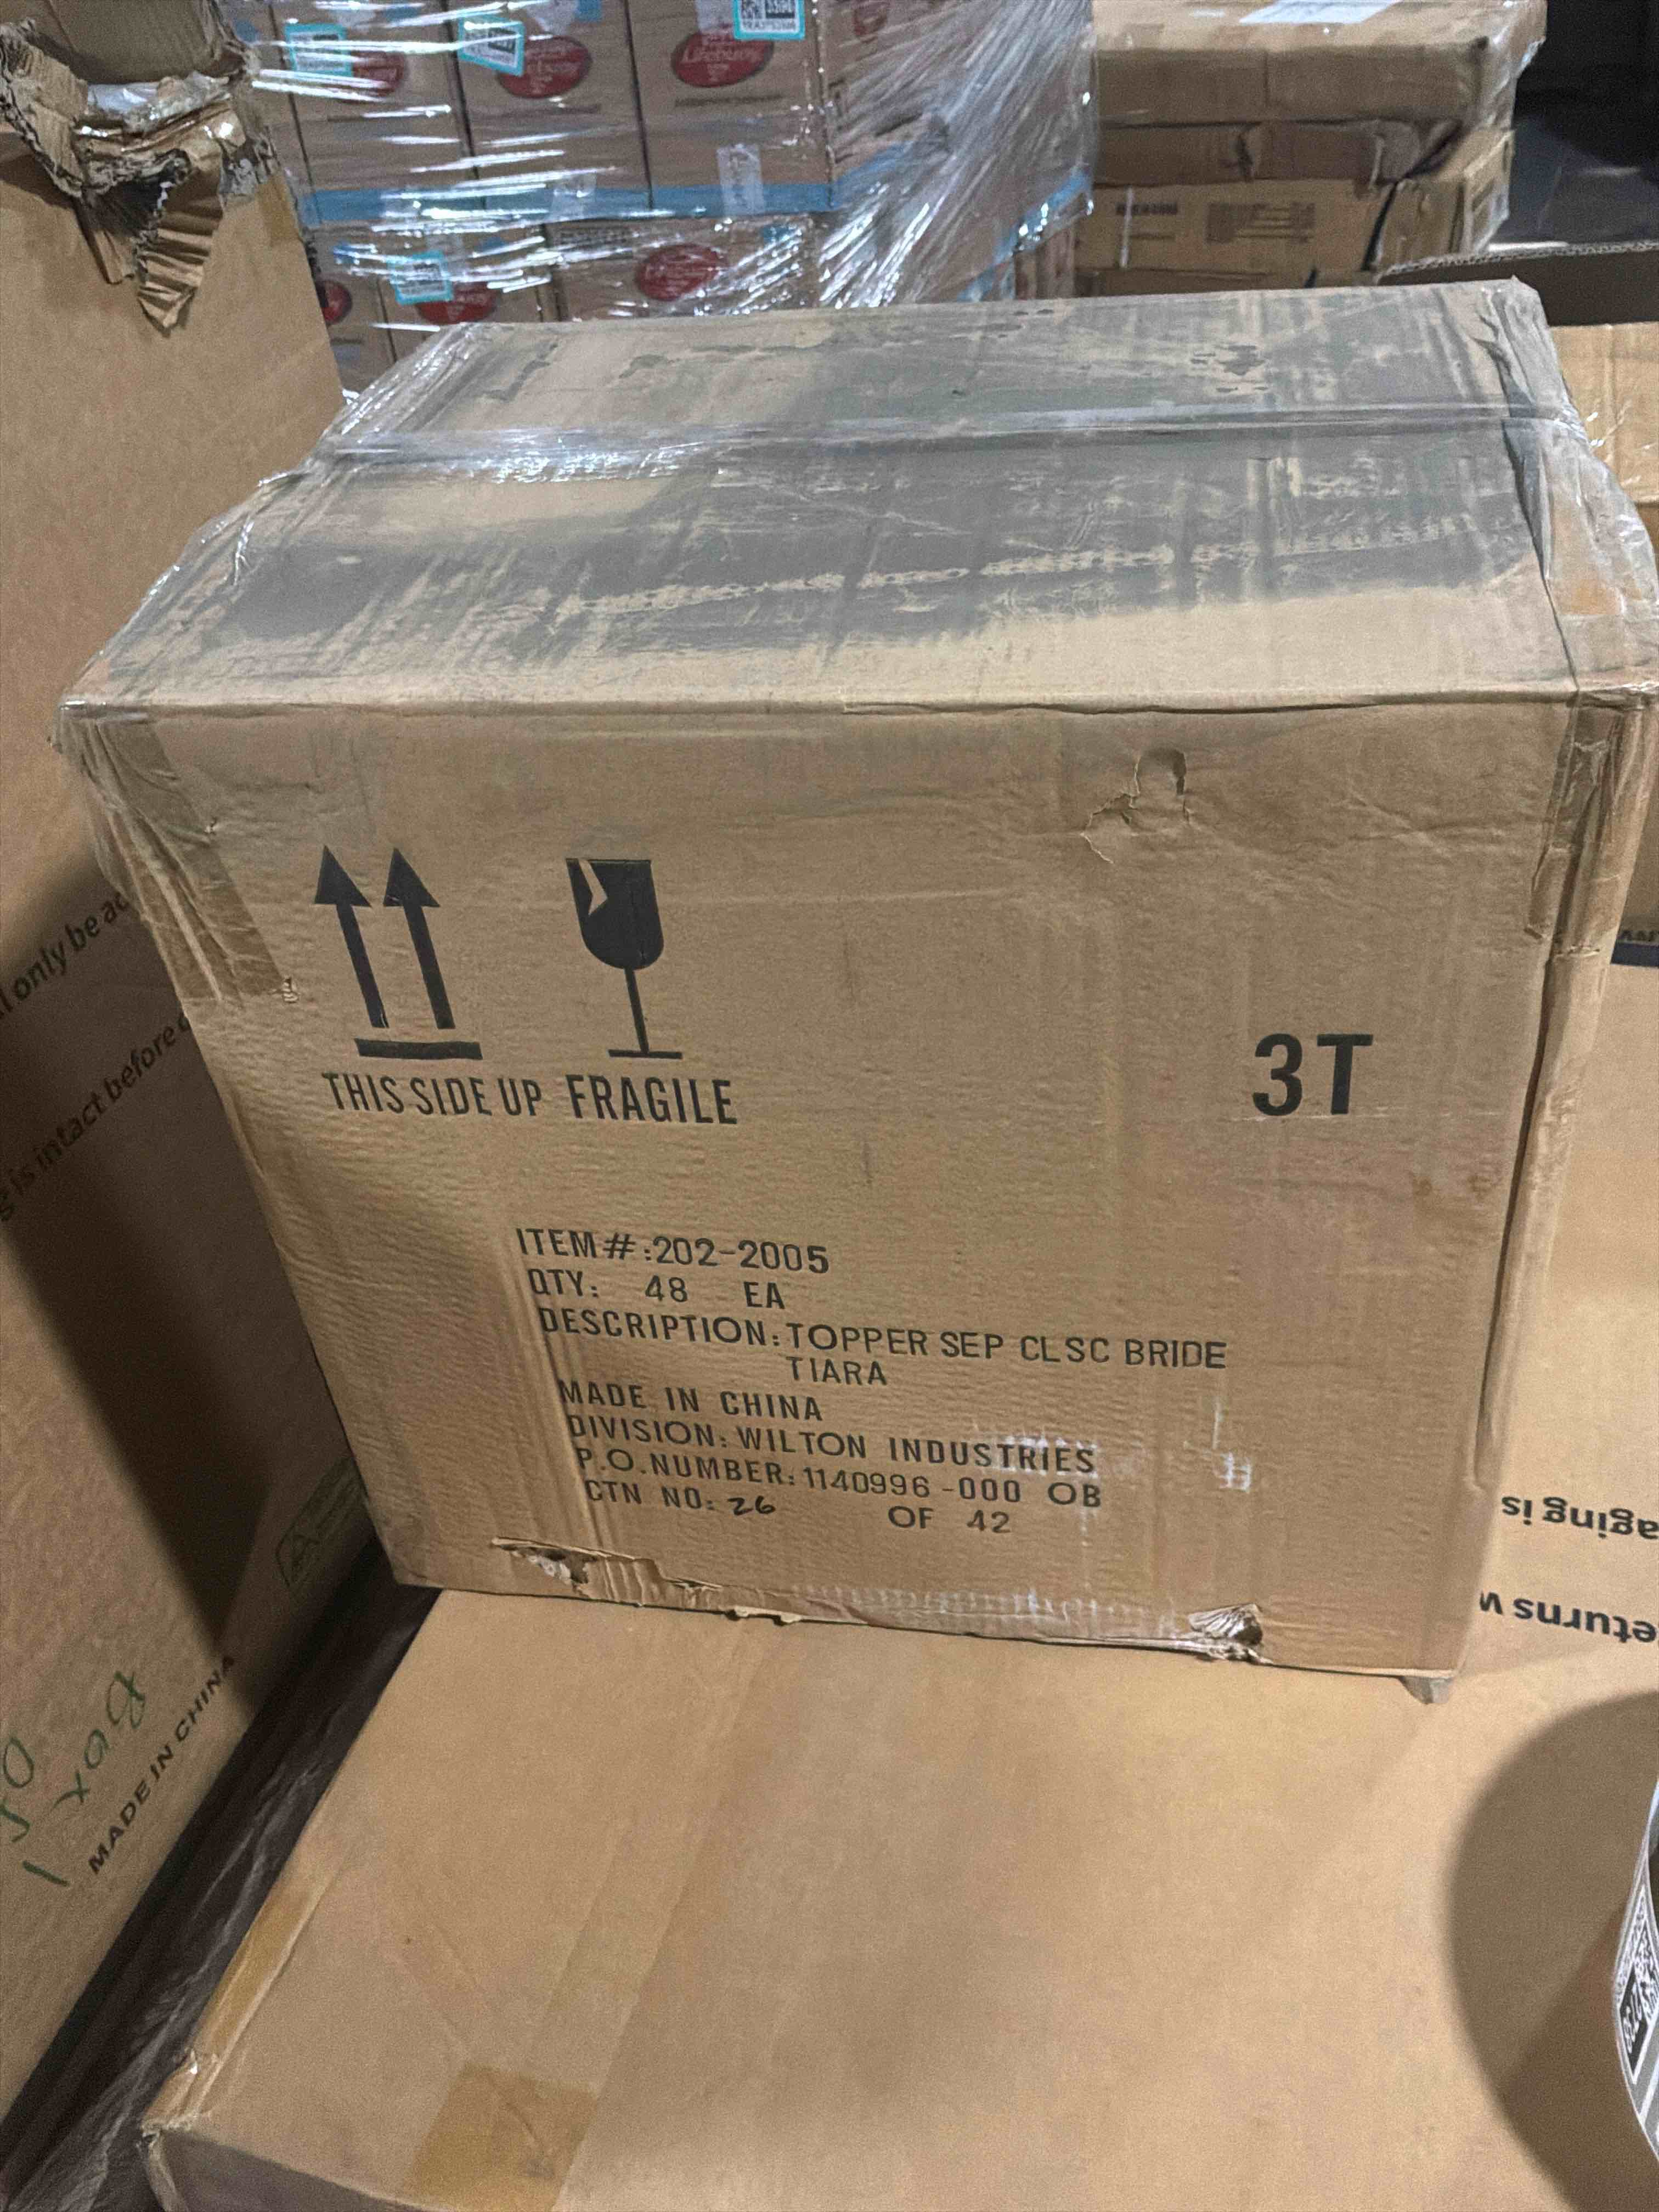 Lifebuoy
l only be ac
g is intact before
THIS SIDE UP FRAGILE
3T
ITEM#:202-2005
QTY: 48 EA
DESCRIPTION:TOPPER SEP CLSC BRIDE
TIARA
MADE IN CHINA
DIVISION:WILTON INDUSTRIES
P.O.NUMBER:1140996-000 OB
CTN NO: 26 OF 42
aging is
eturns w
Box
MADE IN CHINA